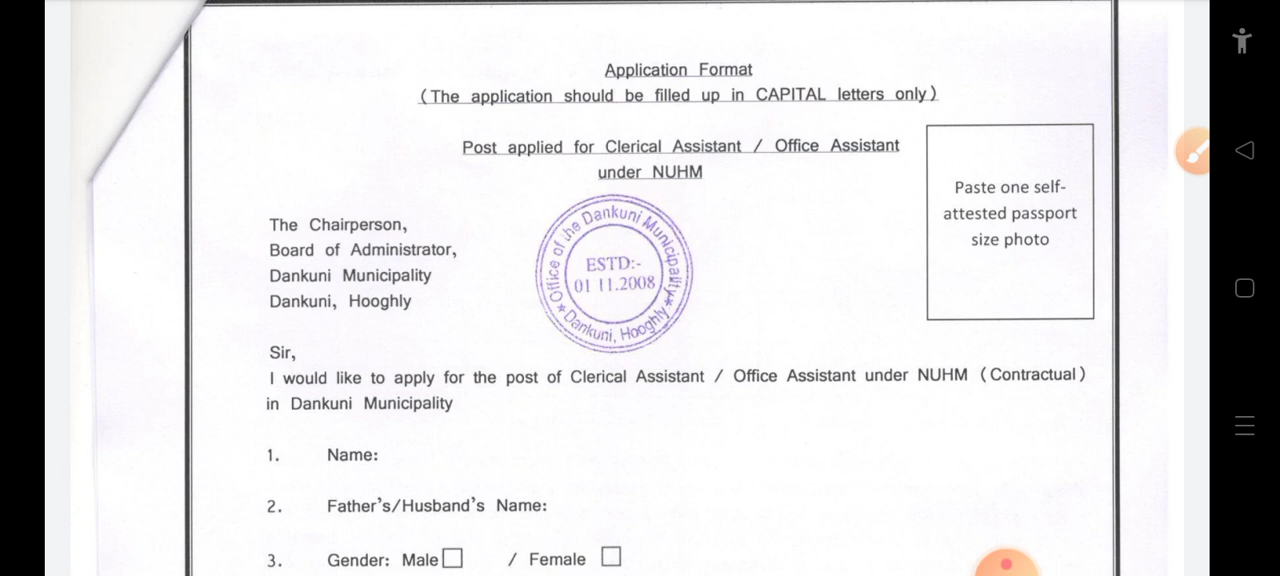 Application Format
(The application should be filled up in CAPITAL letters only)
Post applied for Clerical Assistant / Office Assistant
under NUHM
Paste one self-
attested passport
size photo
The Chairperson,
Board of Administrator,
Dankuni Municipality
Dankuni, Hooghly
Office of the Dankuni Municipality
ESTD:-
01 11.2008
★ Dankuni, Hooghly ★
Sir,
I would like to apply for the post of Clerical Assistant / Office Assistant under NUHM (Contractual)
in Dankuni Municipality
1. Name:
2. Father's/Husband's Name:
3. Gender: Male / Female